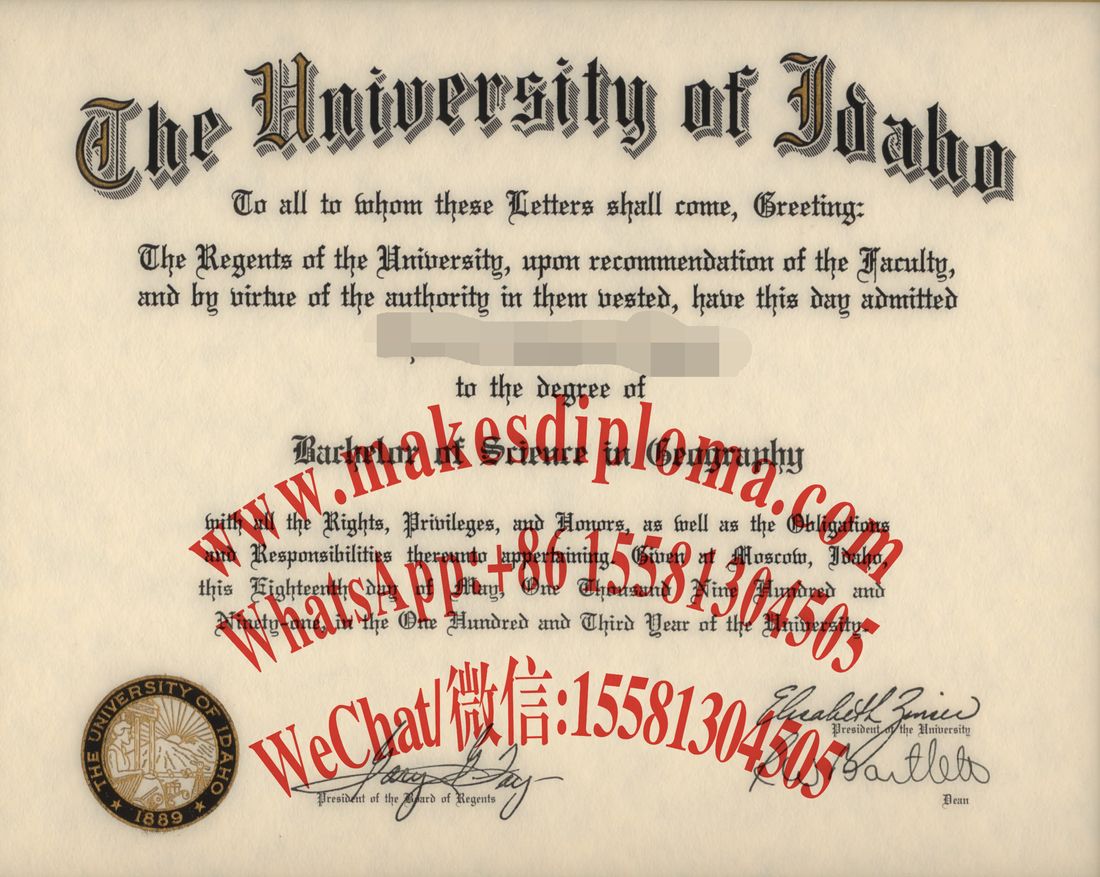 The University of Idaho
To all to whom these Letters shall come, Greeting:
The Regents of the University, upon recommendation of the Faculty,
and by virtue of the authority in them vested, have this day admitted
to the degree of
Bachelor of Science in Geography
www.makesdiploma.com
with all the Rights, Privileges, and Honors, as well as the Obligations
and Responsibilities thereunto appertaining. Given at Moscow, Idaho,
this Eighteenth day of May, One Thousand Nine Hundred and
Ninety-one, in the One Hundred and Third Year of the University.
WhatsApp:+86 15581304505
WeChat/微信:15581304505
THE UNIVERSITY OF IDAHO
1889
President of the Board of Regents
Elisabeth Zinser
President of the University
Bartlett
Dean